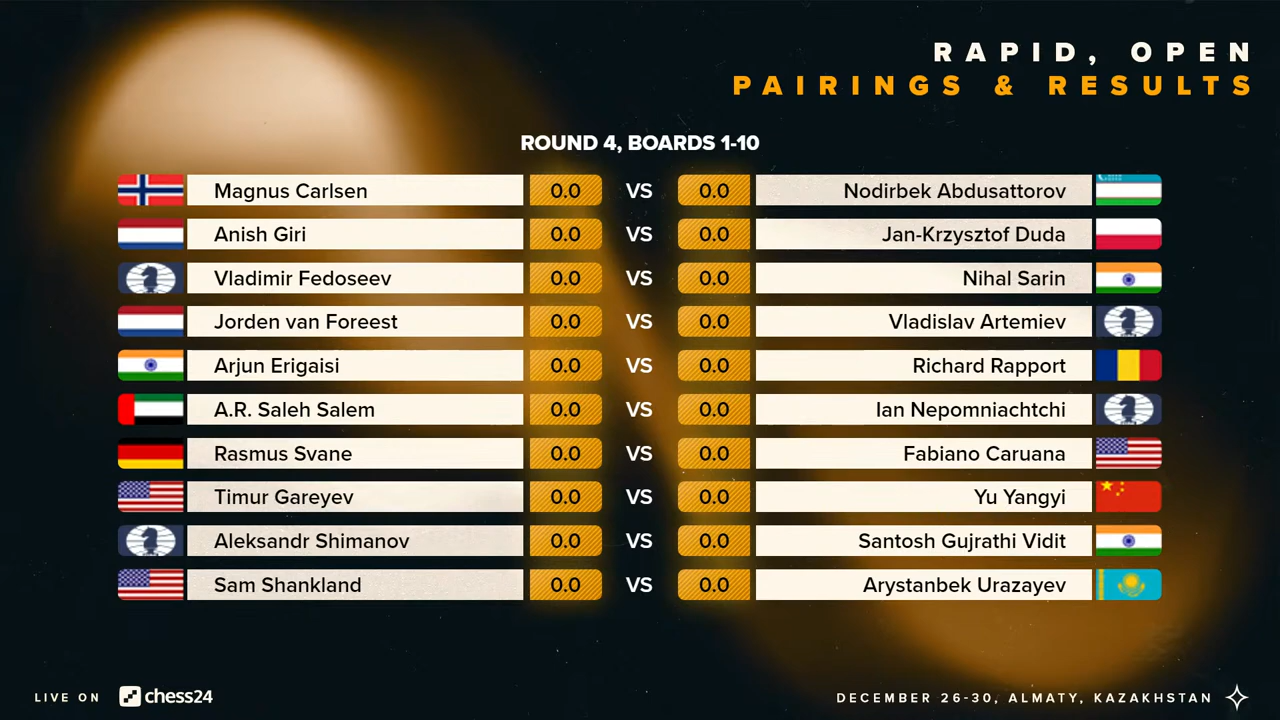 RAPID, OPEN
PAIRINGS & RESULTS
ROUND 4, BOARDS 1-10
Magnus Carlsen 0.0 VS 0.0 Nodirbek Abdusattorov
Anish Giri 0.0 VS 0.0 Jan-Krzysztof Duda
Vladimir Fedoseev 0.0 VS 0.0 Nihal Sarin
Jorden van Foreest 0.0 VS 0.0 Vladislav Artemiev
Arjun Erigaisi 0.0 VS 0.0 Richard Rapport
A.R. Saleh Salem 0.0 VS 0.0 Ian Nepomniachtchi
Rasmus Svane 0.0 VS 0.0 Fabiano Caruana
Timur Gareyev 0.0 VS 0.0 Yu Yangyi
Aleksandr Shimanov 0.0 VS 0.0 Santosh Gujrathi Vidit
Sam Shankland 0.0 VS 0.0 Arystanbek Urazayev
LIVE ON chess24 DECEMBER 26-30, ALMATY, KAZAKHSTAN